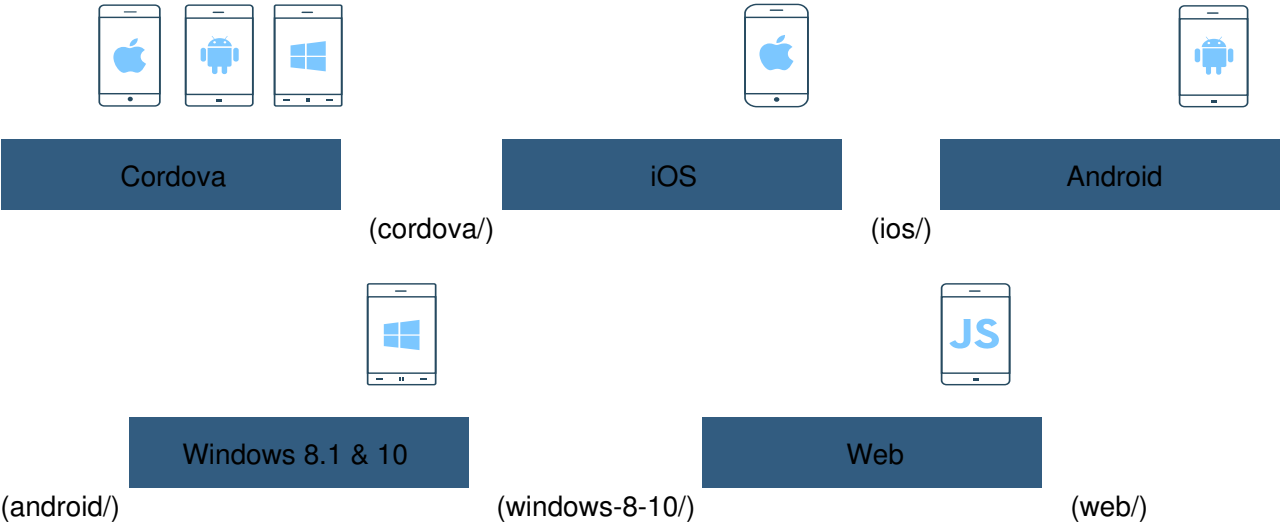 Cordova
iOS
Android
(cordova/)
(ios/)
JS
Windows 8.1 & 10
Web
(android/)
(windows-8-10/)
(web/)